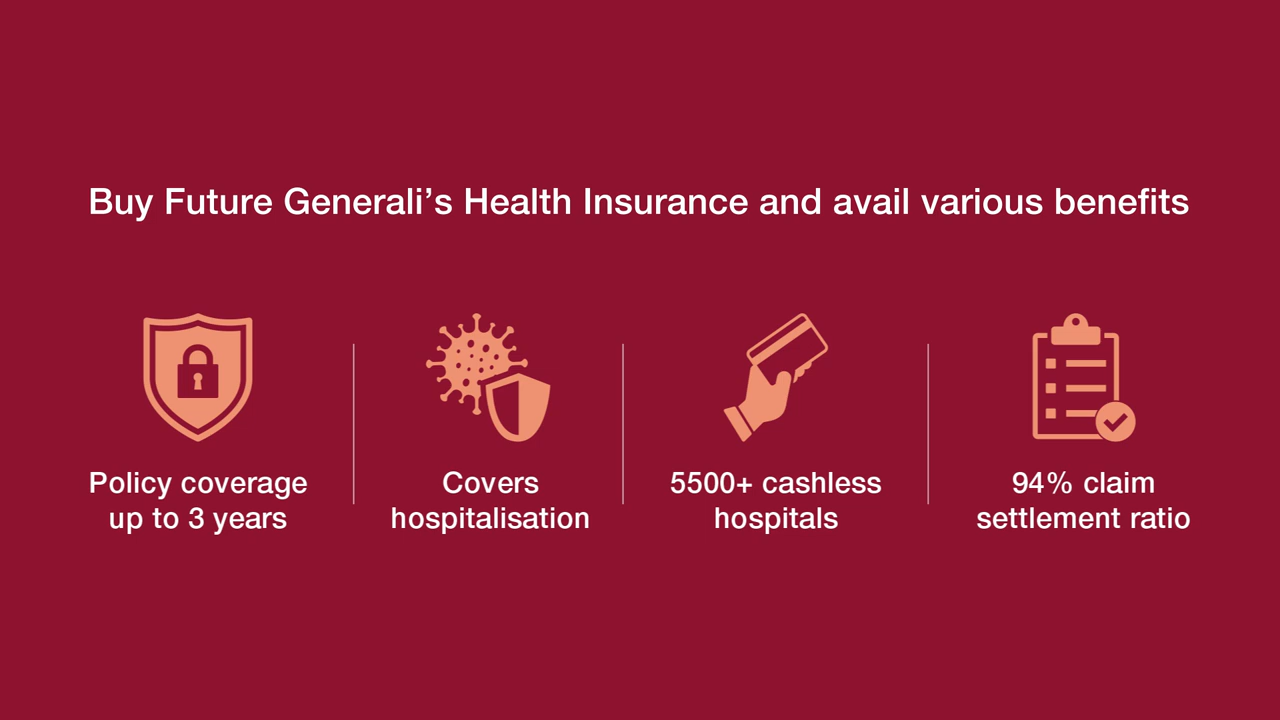 Buy Future Generali’s Health Insurance and avail various benefits
Policy coverage
up to 3 years
Covers
hospitalisation
5500+ cashless
hospitals
94% claim
settlement ratio